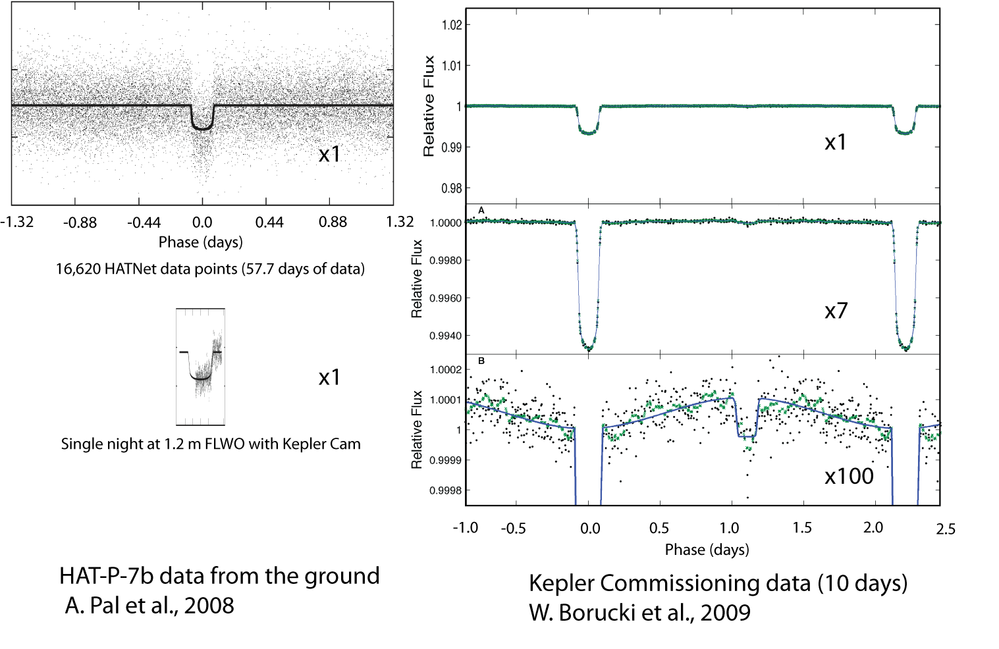 x1
-1.32 -0.88 -0.44 0.0 0.44 0.88 1.32
Phase (days)
16,620 HATNet data points (57.7 days of data)
x1
Single night at 1.2 m FLWO with Kepler Cam
HAT-P-7b data from the ground
A. Pal et al., 2008
Relative Flux
1.02
1.01
1
0.99
0.98
x1
A
Relative Flux
1.0000
0.9980
0.9960
0.9940
x7
B
Relative Flux
1.0002
1.0001
1
0.9999
0.9998
x100
-1.0 -0.5 0.0 0.5 1.0 1.5 2.0 2.5
Phase (days)
Kepler Commissioning data (10 days)
W. Borucki et al., 2009